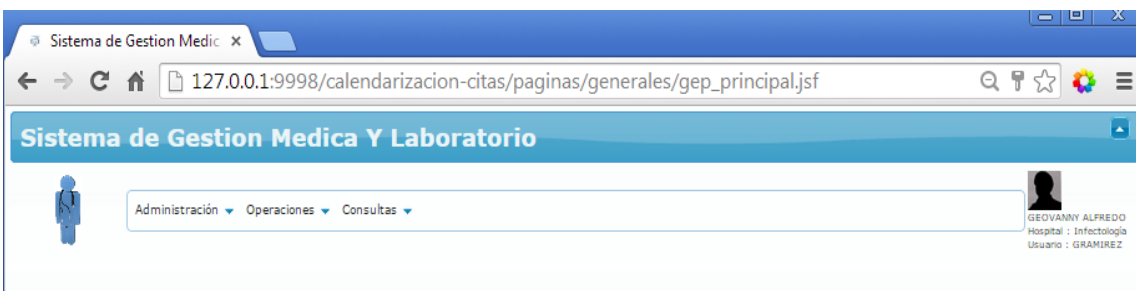 Sistema de Gestion Medic
127.0.0.1:9998/calendarizacion-citas/paginas/generales/gep_principal.jsf
Sistema de Gestion Medica Y Laboratorio
Administración Operaciones Consultas
GEOVANNY ALFREDO
Hospital : Infectología
Usuario : GRAMIREZ